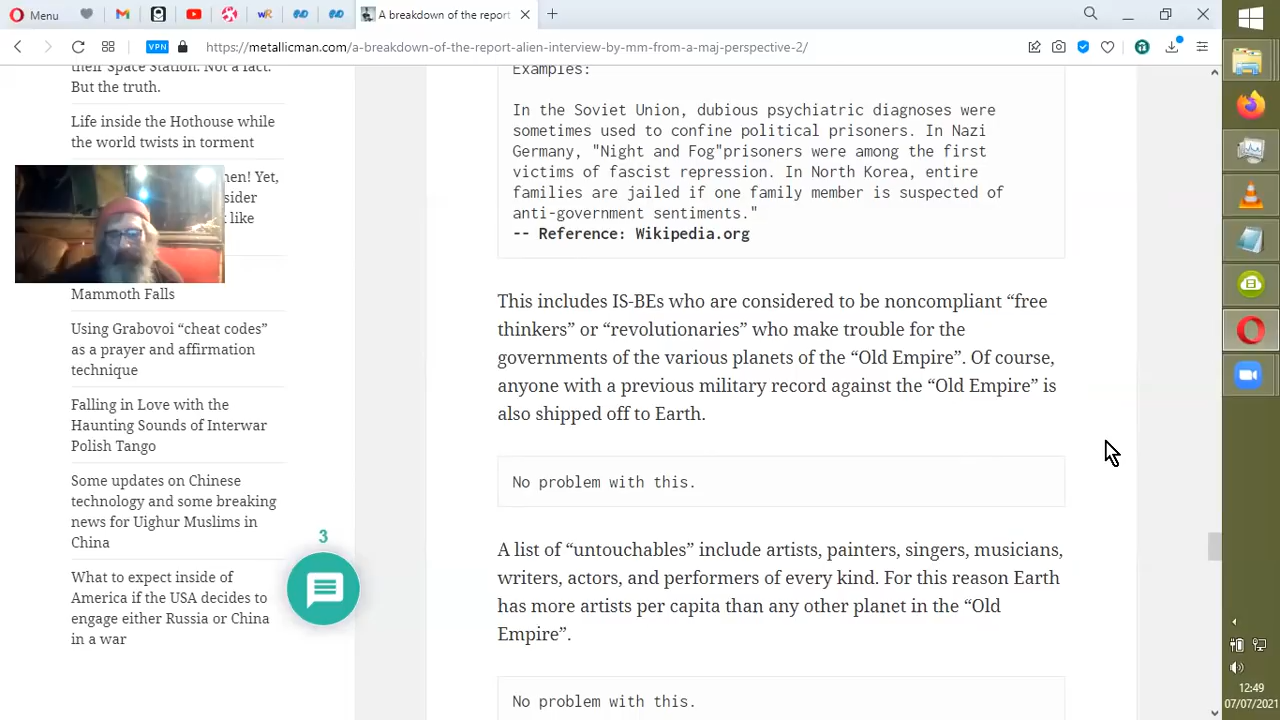 Menu
A breakdown of the report
VPN
https://metallicman.com/a-breakdown-of-the-report-alien-interview-by-mm-from-a-maj-perspective-2/
their Space Station. Not a fact.
But the truth.
Life inside the Hothouse while
the world twists in torment
men! Yet,
sider
like
Mammoth Falls
Using Grabovoi “cheat codes”
as a prayer and affirmation
technique
Falling in Love with the
Haunting Sounds of Interwar
Polish Tango
Some updates on Chinese
technology and some breaking
news for Uighur Muslims in
China
What to expect inside of
America if the USA decides to
engage either Russia or China
in a war
3
Examples:
In the Soviet Union, dubious psychiatric diagnoses were
sometimes used to confine political prisoners. In Nazi
Germany, "Night and Fog"prisoners were among the first
victims of fascist repression. In North Korea, entire
families are jailed if one family member is suspected of
anti-government sentiments."
-- Reference: Wikipedia.org
This includes IS-BEs who are considered to be noncompliant “free
thinkers” or “revolutionaries” who make trouble for the
governments of the various planets of the “Old Empire”. Of course,
anyone with a previous military record against the “Old Empire” is
also shipped off to Earth.
No problem with this.
A list of “untouchables” include artists, painters, singers, musicians,
writers, actors, and performers of every kind. For this reason Earth
has more artists per capita than any other planet in the “Old
Empire”.
No problem with this.
12:49
07/07/2021